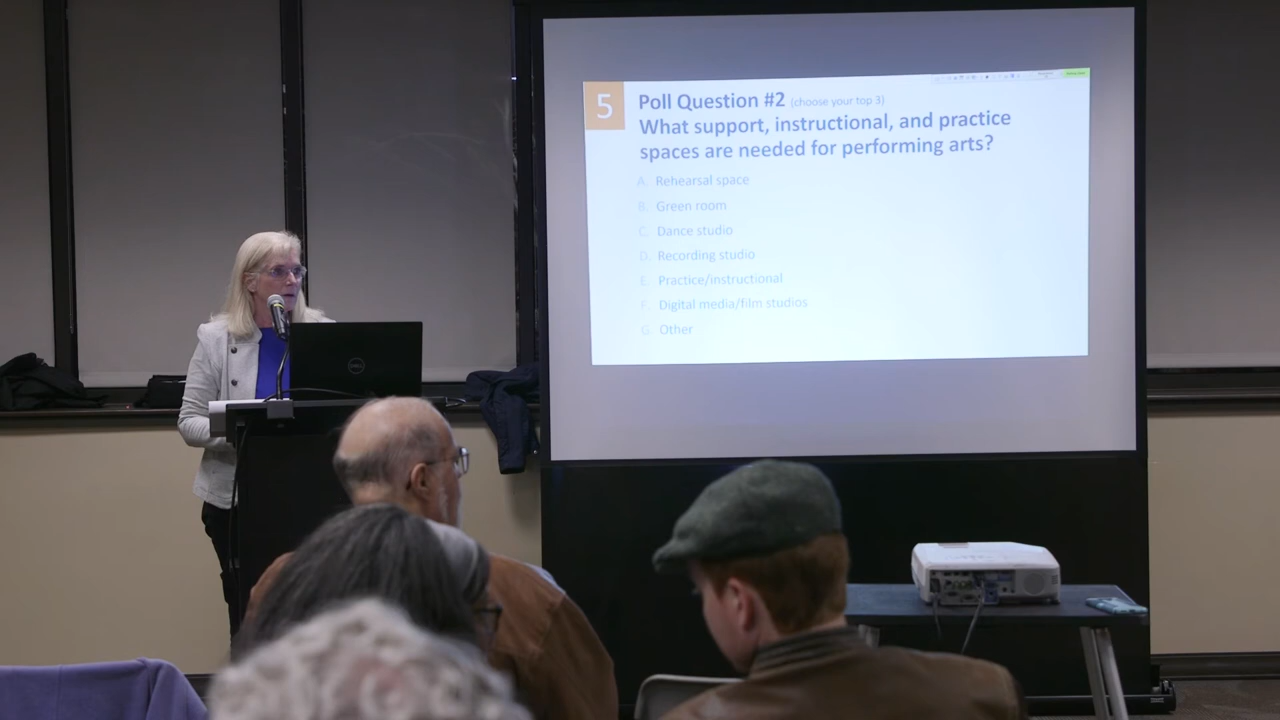 5
Poll Question #2 (choose your top 3)
What support, instructional, and practice
spaces are needed for performing arts?
A. Rehearsal space
B. Green room
C. Dance studio
D. Recording studio
E. Practice/instructional
F. Digital media/film studios
G. Other
DELL